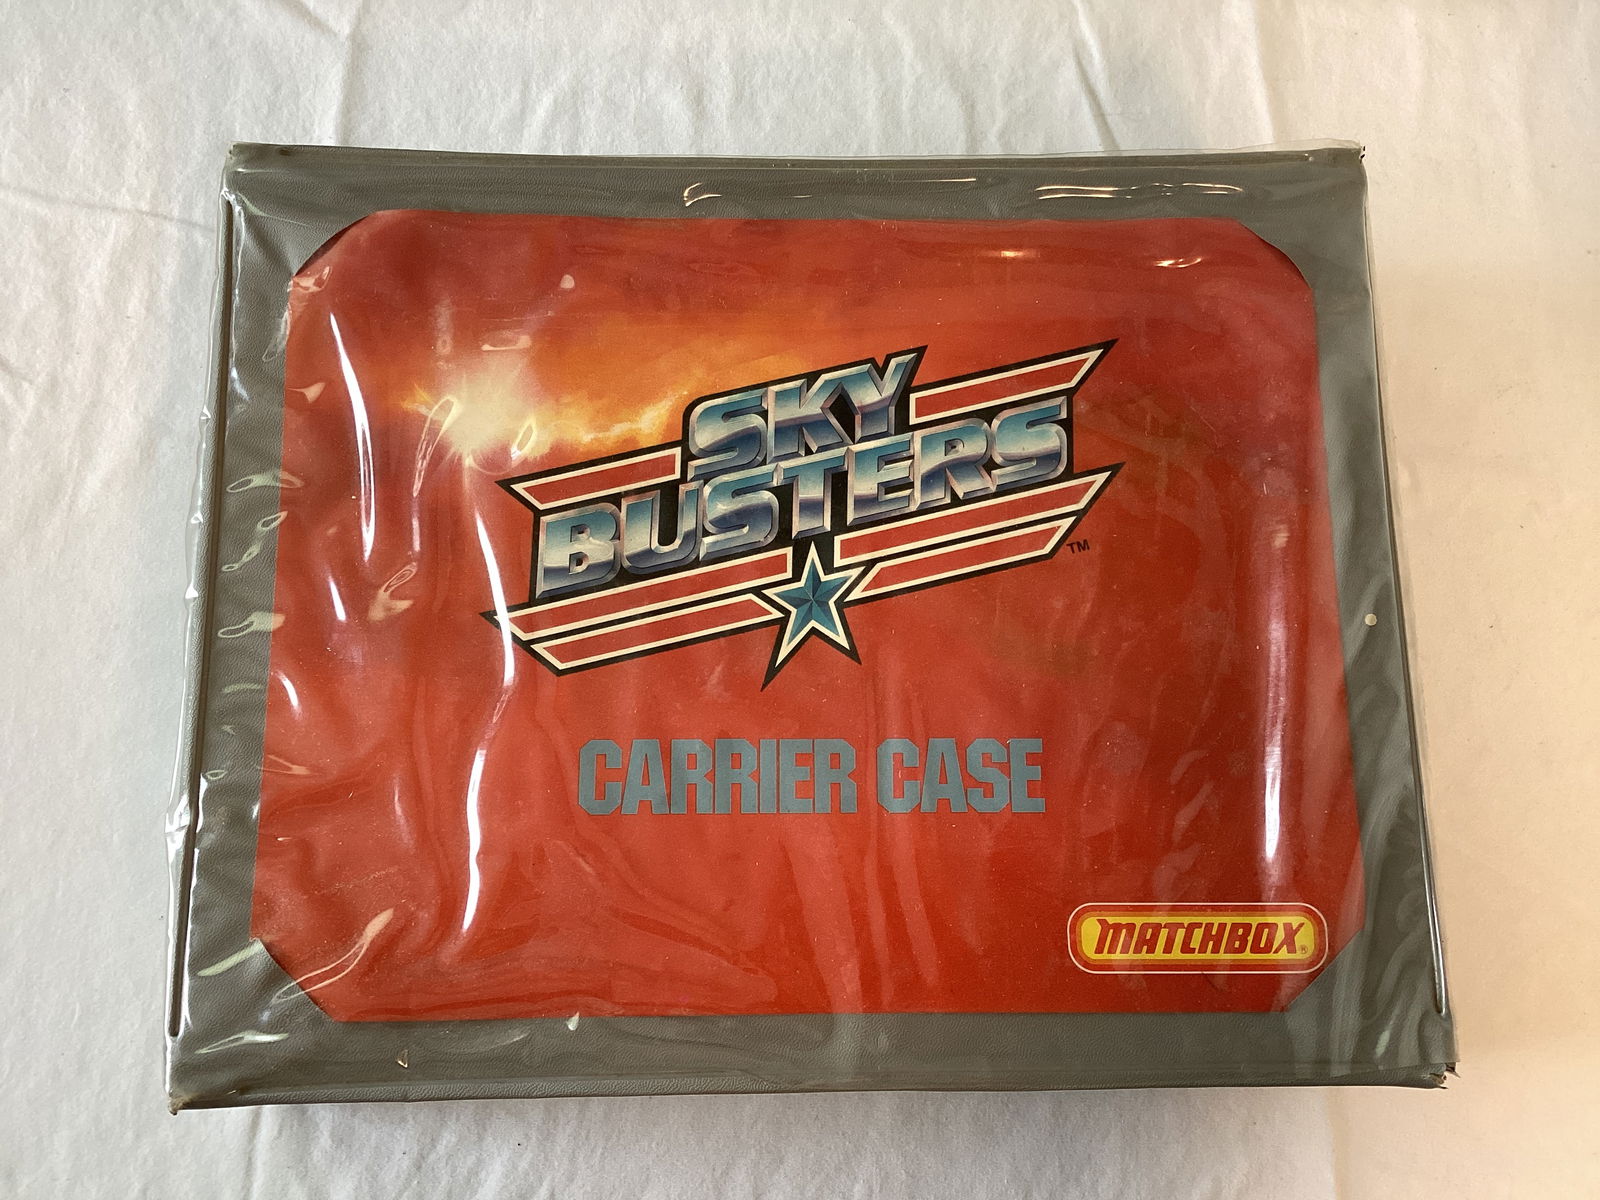 SKY
BUSTERS
TM
CARRIER CASE
MATCHBOX®